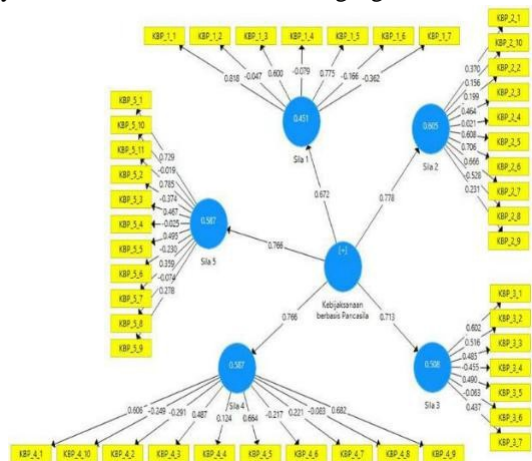 KBP_1_1 KBP_1_2 KBP_1_3 KBP_1_4 KBP_1_5 KBP_1_6 KBP_1_7
0.818 -0.047 0.600 -0.079 0.775 -0.166 -0.362
0.451
Sila 1
KBP_2_1
KBP_2_10
KBP_2_2
KBP_2_3
KBP_2_4
KBP_2_5
KBP_2_6
KBP_2_7
KBP_2_8
KBP_2_9
0.370
0.156
0.199
0.464
0.021
0.608
0.706
0.666
-0.528
0.231
0.605
Sila 2
KBP_5_1
KBP_5_10
KBP_5_11
KBP_5_2
KBP_5_3
KBP_5_4
KBP_5_5
KBP_5_6
KBP_5_7
KBP_5_8
KBP_5_9
0.729
-0.019
0.785
-0.374
0.467
-0.025
0.495
-0.230
0.359
-0.074
0.278
0.587
Sila 5
0.672
0.778
0.766
0.766
0.713
[+]
Kebijaksanaan
berbasis Pancasila
KBP_3_1
KBP_3_2
KBP_3_3
KBP_3_4
KBP_3_5
KBP_3_6
KBP_3_7
0.602
0.516
0.485
-0.455
0.490
-0.063
0.437
0.508
Sila 3
0.587
Sila 4
0.606 -0.249 -0.291 0.487 0.124 0.664 -0.217 0.221 -0.083 0.682
KBP_4_1 KBP_4_10 KBP_4_2 KBP_4_3 KBP_4_4 KBP_4_5 KBP_4_6 KBP_4_7 KBP_4_8 KBP_4_9